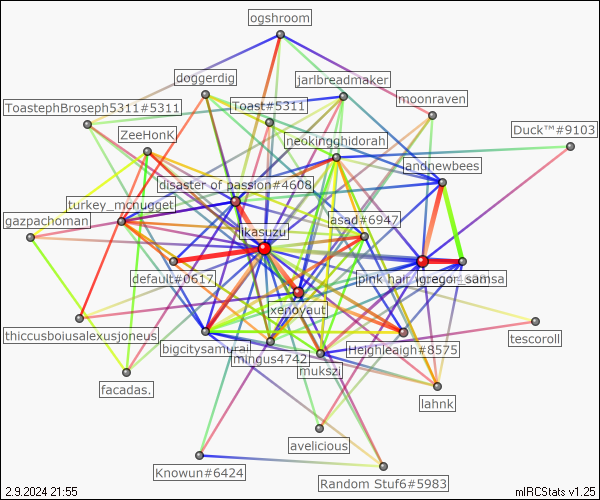 ogshroom
doggerdig
jarlbreadmaker
ToastephBroseph5311#5311
Toast#5311
moonraven
ZeeHonK
neokingghidorah
Duck™#9103
andnewbees
disaster of passion#4608
turkey_mcnugget
gazpachoman
asad#6947
ikasuzu
default#0617
pink hair
gregor_samsa
xenoyaut
thiccusboiusalexusjoneus
tescoroll
bigcitysamurai
mingus4742
Heighleaigh#8575
mukszi
facadas.
lahnk
avelicious
Knowun#6424
Random Stuf6#5983
2.9.2024 21:55
mIRCStats v1.25